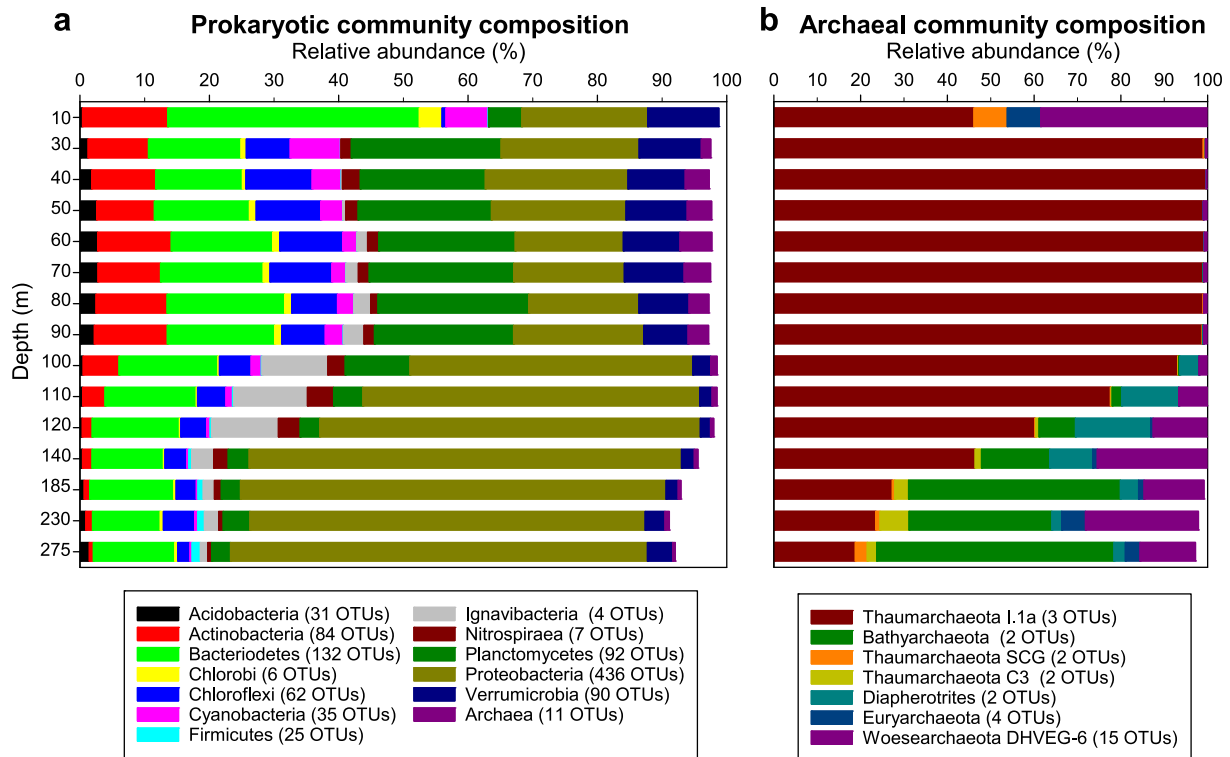 a Prokaryotic community composition
Relative abundance (%)
0 10 20 30 40 50 60 70 80 90 100
Depth (m)
10
30
40
50
60
70
80
90
100
110
120
140
185
230
275
Acidobacteria (31 OTUs)
Actinobacteria (84 OTUs)
Bacteriodetes (132 OTUs)
Chlorobi (6 OTUs)
Chloroflexi (62 OTUs)
Cyanobacteria (35 OTUs)
Firmicutes (25 OTUs)
Ignavibacteria (4 OTUs)
Nitrospiraea (7 OTUs)
Planctomycetes (92 OTUs)
Proteobacteria (436 OTUs)
Verrumicrobia (90 OTUs)
Archaea (11 OTUs)
b Archaeal community composition
Relative abundance (%)
0 10 20 30 40 50 60 70 80 90 100
Thaumarchaeota I.1a (3 OTUs)
Bathyarchaeota (2 OTUs)
Thaumarchaeota SCG (2 OTUs)
Thaumarchaeota C3 (2 OTUs)
Diapherotrites (2 OTUs)
Euryarchaeota (4 OTUs)
Woesearchaeota DHVEG-6 (15 OTUs)